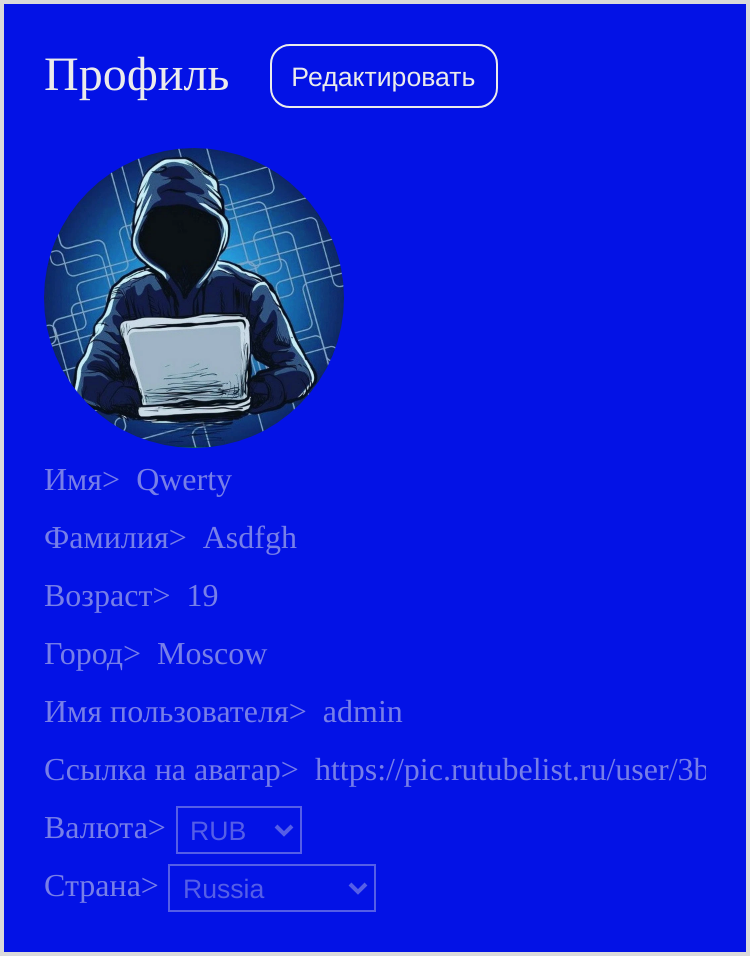 Профиль
Редактировать
Имя> Qwerty
Фамилия> Asdfgh
Возраст> 19
Город> Moscow
Имя пользователя> admin
Ссылка на аватар> https://pic.rutubelist.ru/user/3b
Валюта> RUB
Страна> Russia